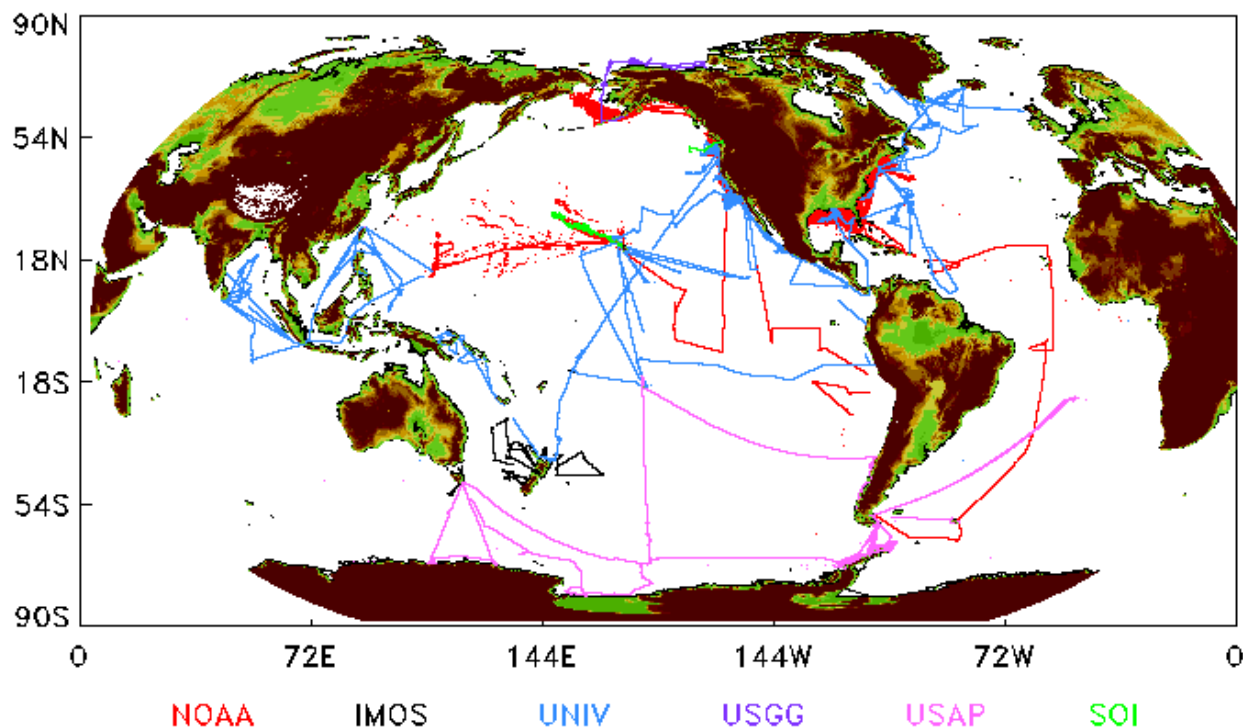 90N
54N
18N
18S
54S
90S
0 72E 144E 144W 72W 0
NOAA IMOS UNIV USGG USAP SOI